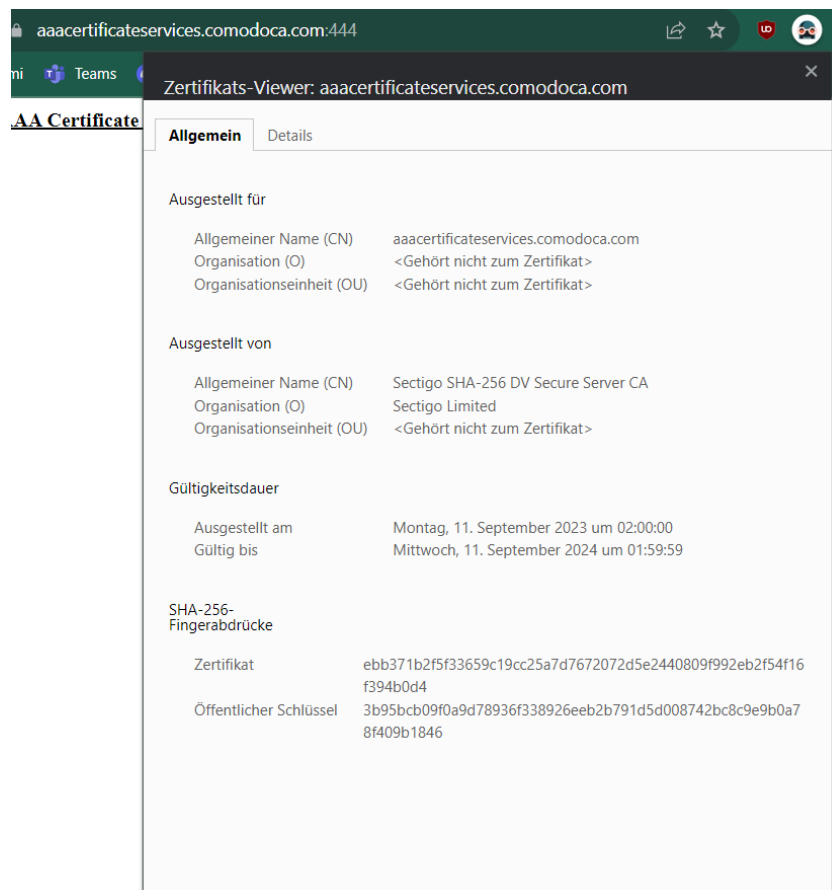 aaacertificateservices.comodoca.com:444
mi Teams
Zertifikats-Viewer: aaacertificateservices.comodoca.com
AA Certificate
Allgemein Details
Ausgestellt für
Allgemeiner Name (CN) aaacertificateservices.comodoca.com
Organisation (O) <Gehört nicht zum Zertifikat>
Organisationseinheit (OU) <Gehört nicht zum Zertifikat>
Ausgestellt von
Allgemeiner Name (CN) Sectigo SHA-256 DV Secure Server CA
Organisation (O) Sectigo Limited
Organisationseinheit (OU) <Gehört nicht zum Zertifikat>
Gültigkeitsdauer
Ausgestellt am Montag, 11. September 2023 um 02:00:00
Gültig bis Mittwoch, 11. September 2024 um 01:59:59
SHA-256-
Fingerabdrücke
Zertifikat ebb371b2f5f33659c19cc25a7d7672072d5e2440809f992eb2f54f16
f394b0d4
Öffentlicher Schlüssel 3b95bcb09f0a9d78936f338926eeb2b791d5d008742bc8c9e9b0a7
8f409b1846